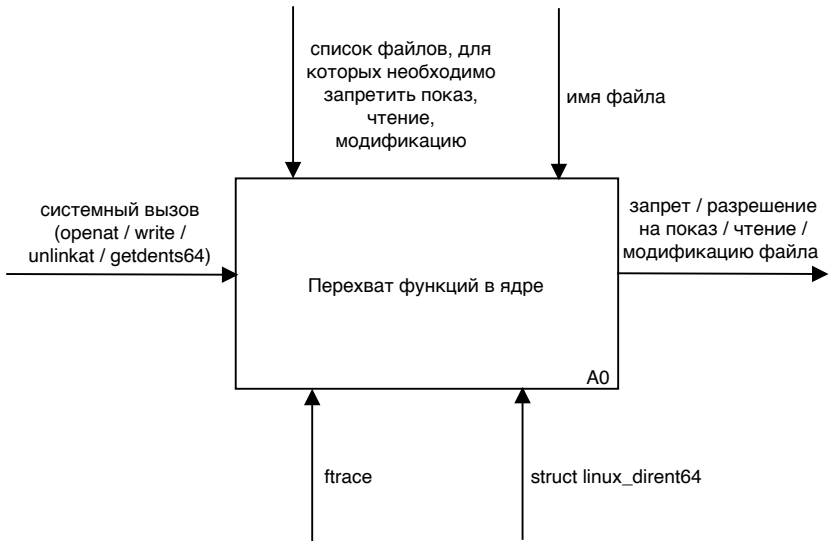 список файлов, для
которых необходимо
запретить показ,
чтение,
модификацию
имя файла
системный вызов
(openat / write /
unlinkat / getdents64)
запрет / разрешение
на показ / чтение /
модификацию файла
Перехват функций в ядре
A0
ftrace
struct linux_dirent64